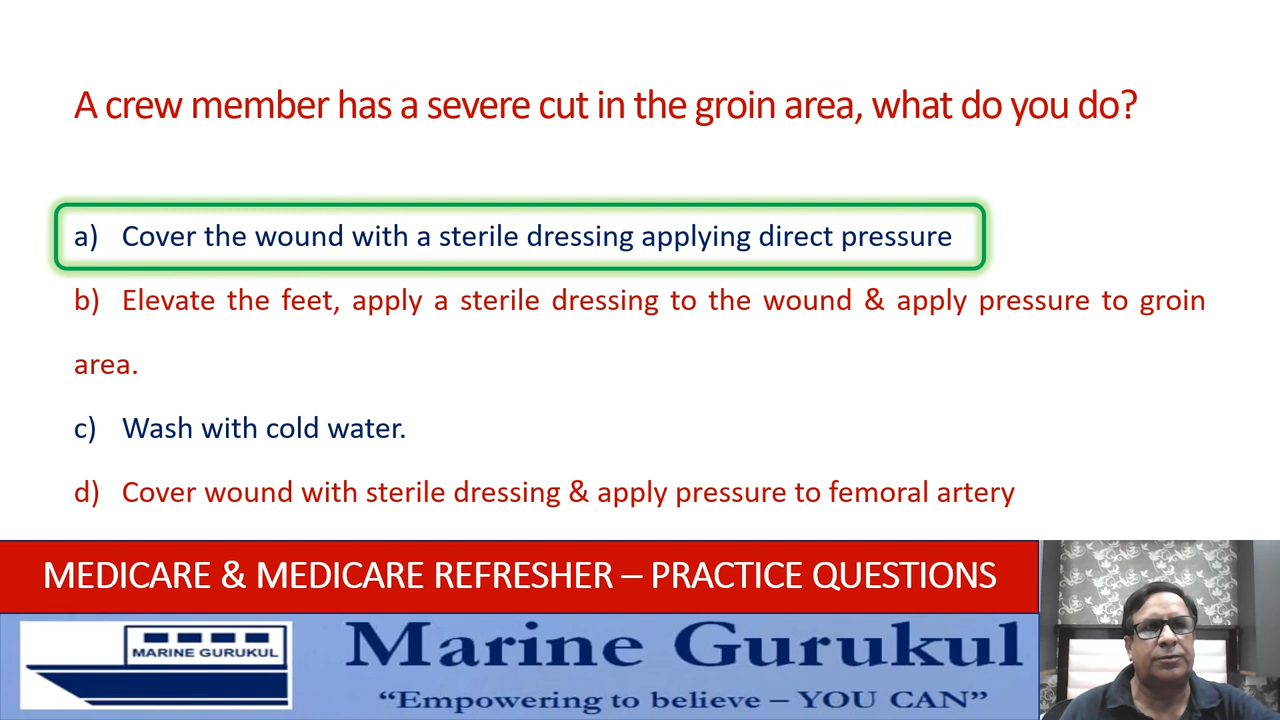 A crew member has a severe cut in the groin area, what do you do?
a) Cover the wound with a sterile dressing applying direct pressure
b) Elevate the feet, apply a sterile dressing to the wound & apply pressure to groin
area.
c) Wash with cold water.
d) Cover wound with sterile dressing & apply pressure to femoral artery
MEDICARE & MEDICARE REFRESHER – PRACTICE QUESTIONS
MARINE GURUKUL
Marine Gurukul
“Empowering to believe – YOU CAN”